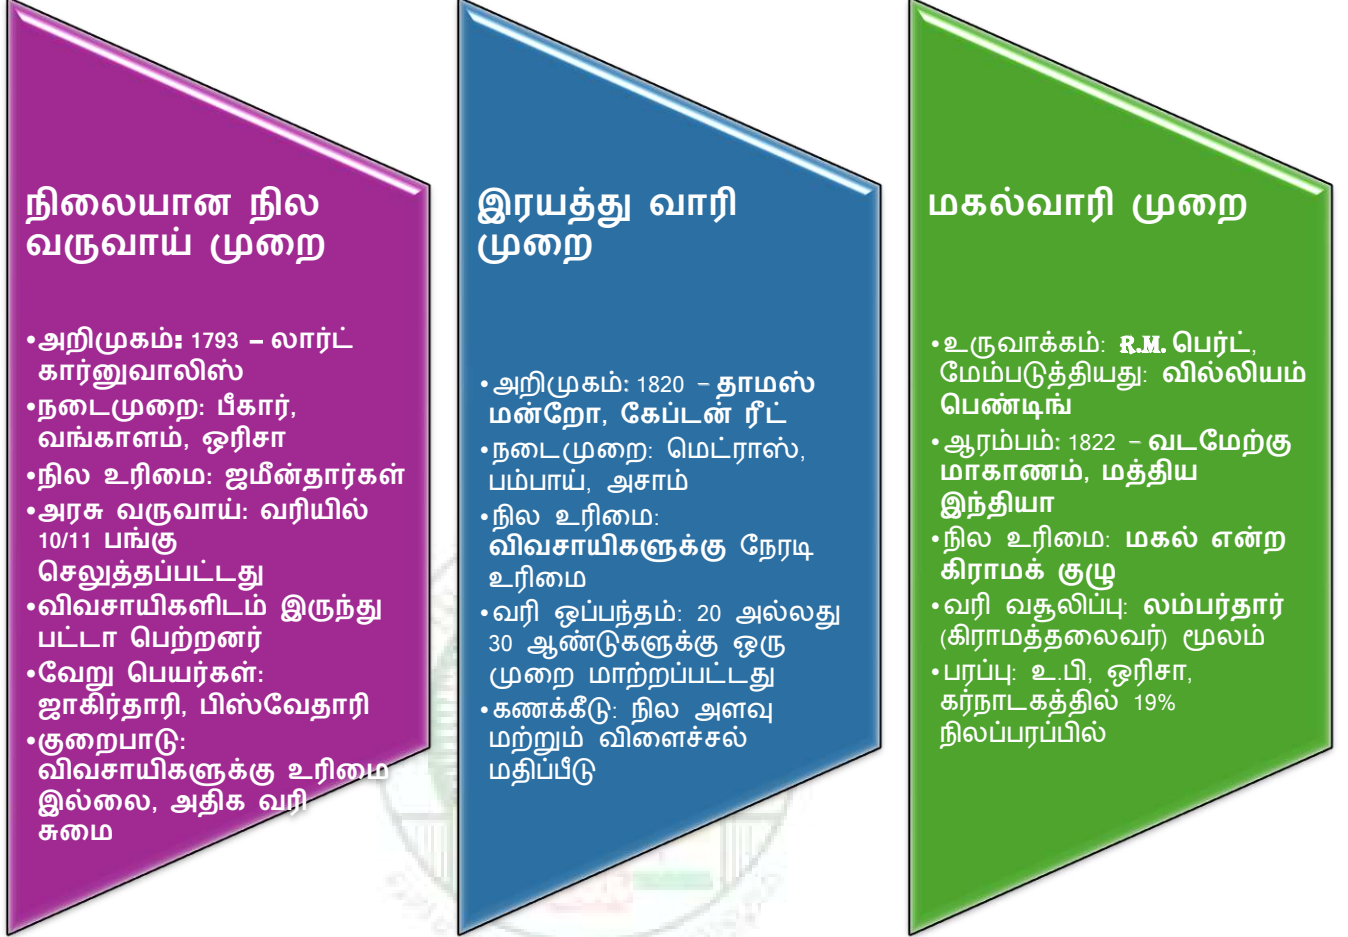 நிலையான நில
வருவாய் முறை
•அறிமுகம்: 1793 – லார்ட்
கார்னுவாலிஸ்
•நடைமுறை: பீகார்,
வங்காளம், ஒரிசா
•நில உரிமை: ஜமீன்தார்கள்
•அரசு வருவாய்: வரியில்
10/11 பங்கு
செலுத்தப்பட்டது
•விவசாயிகளிடம் இருந்து
பட்டா பெற்றனர்
•வேறு பெயர்கள்:
ஜாகிர்தாரி, பிஸ்வேதாரி
•குறைபாடு:
விவசாயிகளுக்கு உரிமை
இல்லை, அதிக வரி
சுமை
இரயத்து வாரி
முறை
•அறிமுகம்: 1820 – தாமஸ்
மன்றோ, கேப்டன் ரீட்
•நடைமுறை: மெட்ராஸ்,
பம்பாய், அசாம்
•நில உரிமை:
விவசாயிகளுக்கு நேரடி
உரிமை
•வரி ஒப்பந்தம்: 20 அல்லது
30 ஆண்டுகளுக்கு ஒரு
முறை மாற்றப்பட்டது
•கணக்கீடு: நில அளவு
மற்றும் விளைச்சல்
மதிப்பீடு
மகல்வாரி முறை
•உருவாக்கம்: R.M. பெர்ட்,
மேம்படுத்தியது: வில்லியம்
பெண்டிங்
•ஆரம்பம்: 1822 – வடமேற்கு
மாகாணம், மத்திய
இந்தியா
•நில உரிமை: மகல் என்ற
கிராமக் குழு
•வரி வசூலிப்பு: லம்பர்தார்
(கிராமத்தலைவர்) மூலம்
•பரப்பு: உ.பி, ஒரிசா,
கர்நாடகத்தில் 19%
நிலப்பரப்பில்